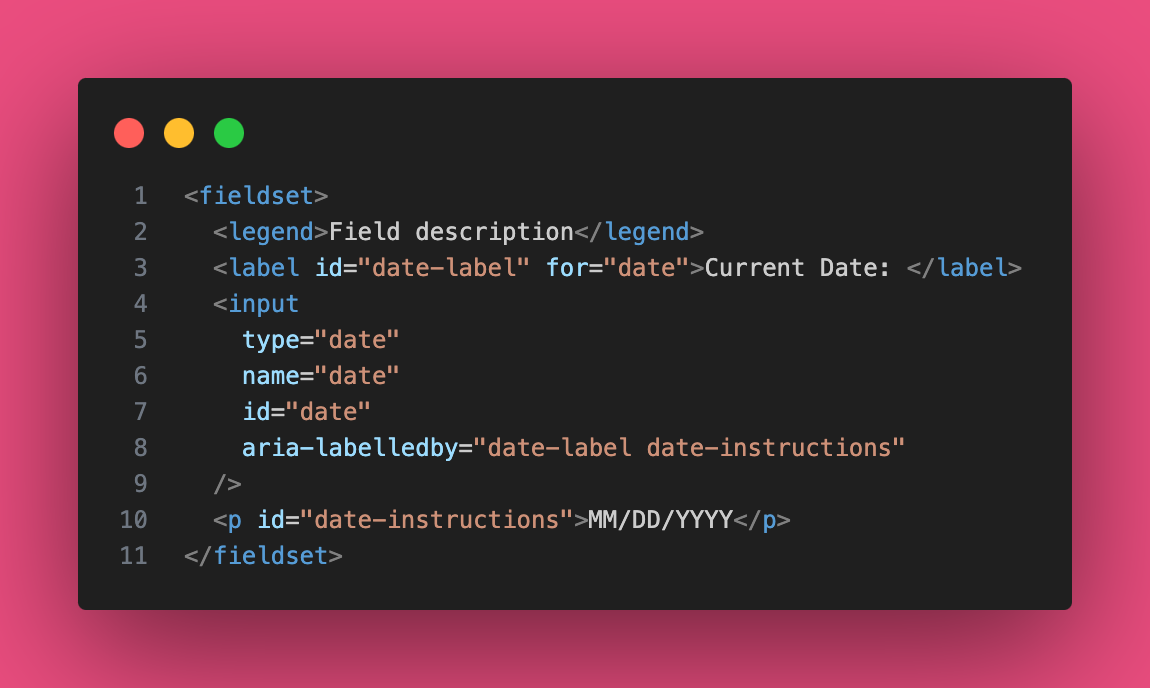 1 <fieldset>
2 <legend>Field description</legend>
3 <label id="date-label" for="date">Current Date: </label>
4 <input
5 type="date"
6 name="date"
7 id="date"
8 aria-labelledby="date-label date-instructions"
9 />
10 <p id="date-instructions">MM/DD/YYYY</p>
11 </fieldset>